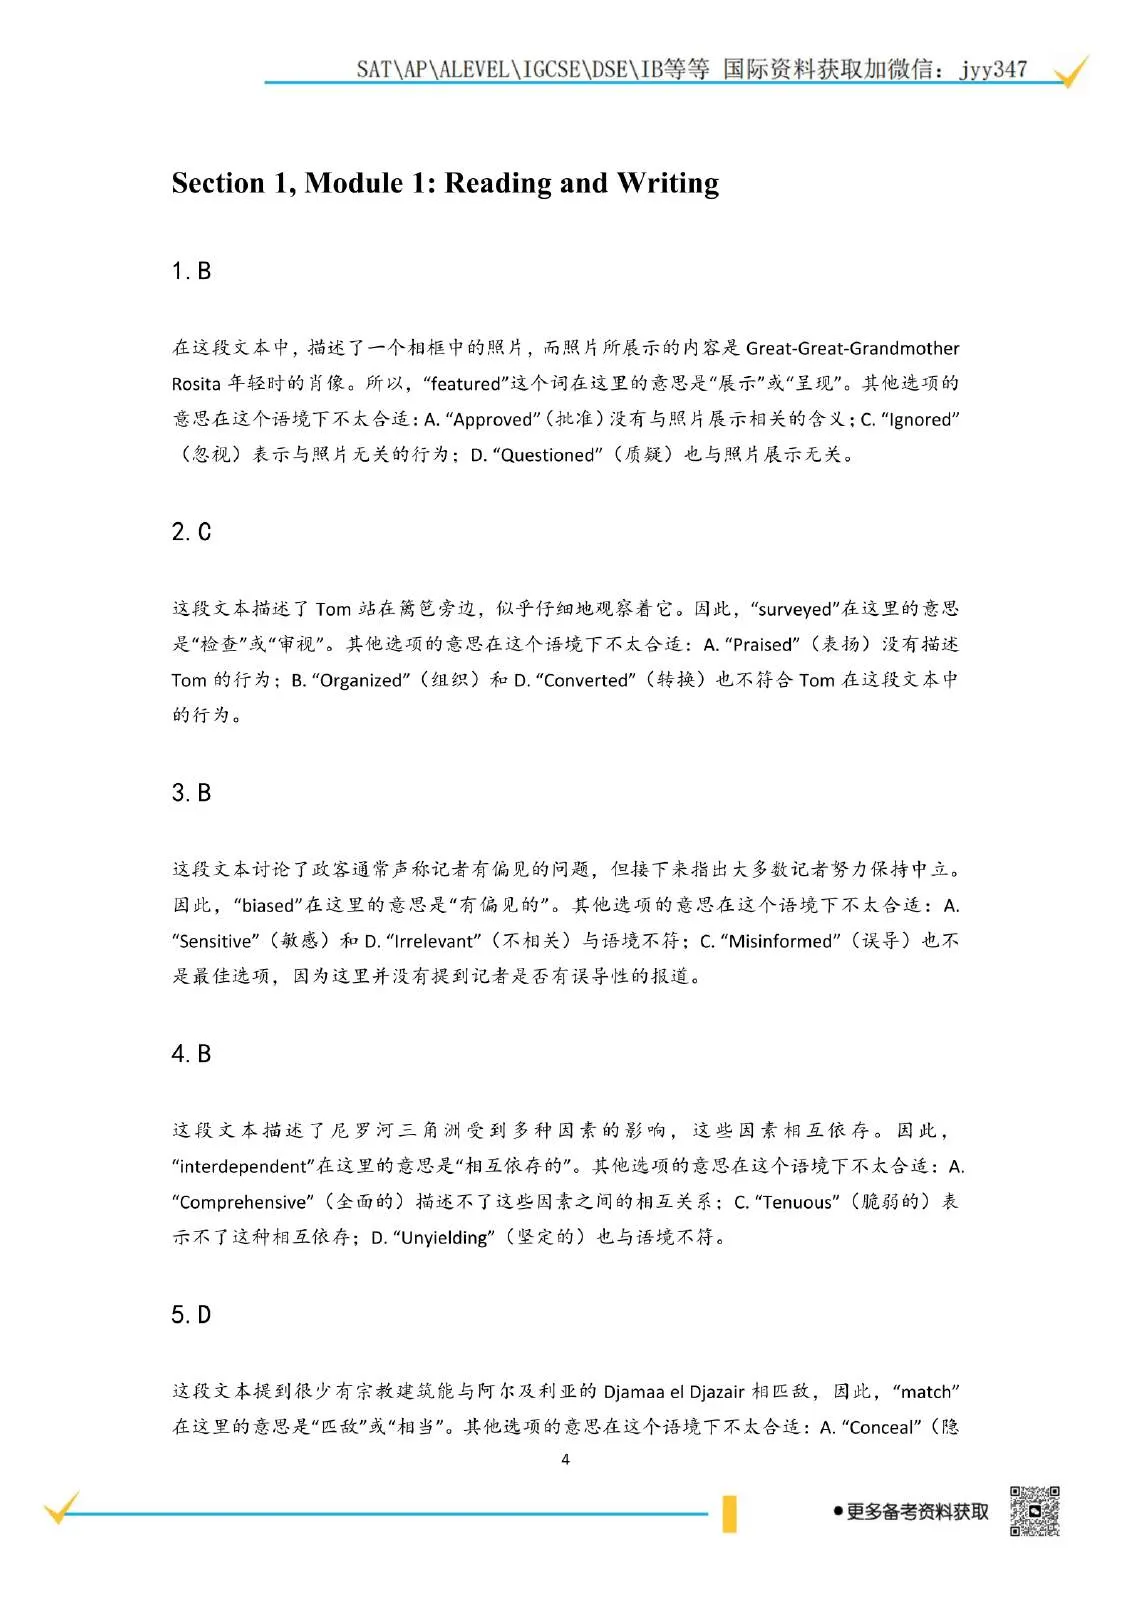 SAT\AP\ALEVEL\IGCSE\DSE\IB等等 国际资料获取加微信：jyy347
Section 1, Module 1: Reading and Writing
1. B
在这段文本中，描述了一个相框中的照片，而照片所展示的内容是 Great-Great-Grandmother
Rosita 年轻时的肖像。所以，“featured”这个词在这里的意思是“展示”或“呈现”。其他选项的
意思在这个语境下不太合适：A. “Approved”（批准）没有与照片展示相关的含义；C. “Ignored”
（忽视）表示与照片无关的行为；D. “Questioned”（质疑）也与照片展示无关。
2. C
这段文本描述了 Tom 站在篱笆旁边，似乎仔细地观察着它。因此，“surveyed”在这里的意思
是“检查”或“审视”。其他选项的意思在这个语境下不太合适：A. “Praised”（表扬）没有描述
Tom 的行为；B. “Organized”（组织）和 D. “Converted”（转换）也不符合 Tom 在这段文本中
的行为。
3. B
这段文本讨论了政客通常声称记者有偏见的问题，但接下来指出大多数记者努力保持中立。
因此，“biased”在这里的意思是“有偏见的”。其他选项的意思在这个语境下不太合适：A.
“Sensitive”（敏感）和 D. “Irrelevant”（不相关）与语境不符；C. “Misinformed”（误导）也不
是最佳选项，因为这里并没有提到记者是否有误导性的报道。
4. B
这段文本描述了尼罗河三角洲受到多种因素的影响，这些因素相互依存。因此，
“interdependent”在这里的意思是“相互依存的”。其他选项的意思在这个语境下不太合适：A.
“Comprehensive”（全面的）描述不了这些因素之间的相互关系；C. “Tenuous”（脆弱的）表
示不了这种相互依存；D. “Unyielding”（坚定的）也与语境不符。
5. D
这段文本提到很少有宗教建筑能与阿尔及利亚的 Djamaa el Djazair 相匹敌，因此，“match”
在这里的意思是“匹敌”或“相当”。其他选项的意思在这个语境下不太合适：A. “Conceal”（隐
4
●更多备考资料获取